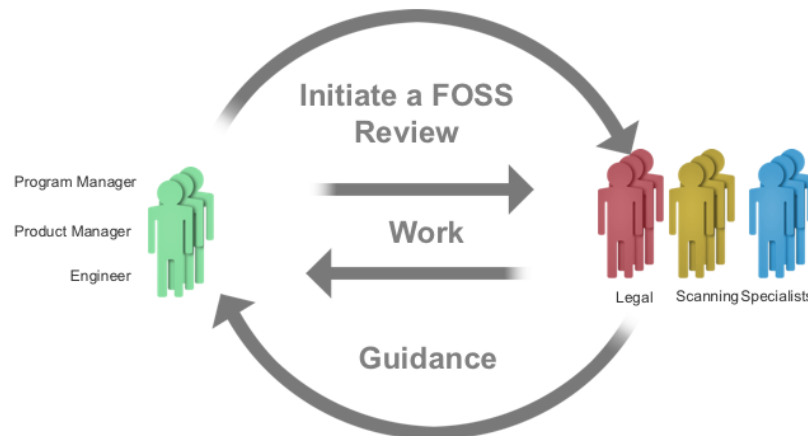 Initiate a FOSS
Review
Program Manager
Product Manager
Work
Engineer
Legal
Scanning
Specialists
Guidance